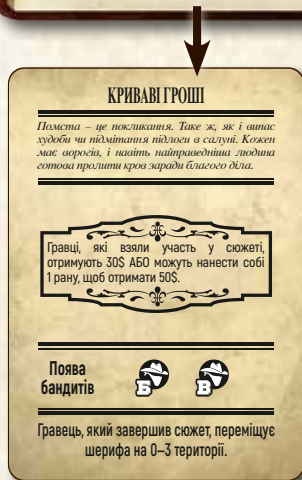 КРИВАВІ ГРОШІ
Помста – це покликання. Таке ж, як і випас
худоби чи підмітання підлоги в салуні. Кожен
має ворогів, і навіть найправедніша людина
готова пролити кров заради благого діла.
Гравці, які взяли участь у сюжеті,
отримують 30$ АБО можуть нанести собі
1 рану, щоб отримати 50$.
Поява
бандитів
Б В
Гравець, який завершив сюжет, переміщує
шерифа на 0–3 території.